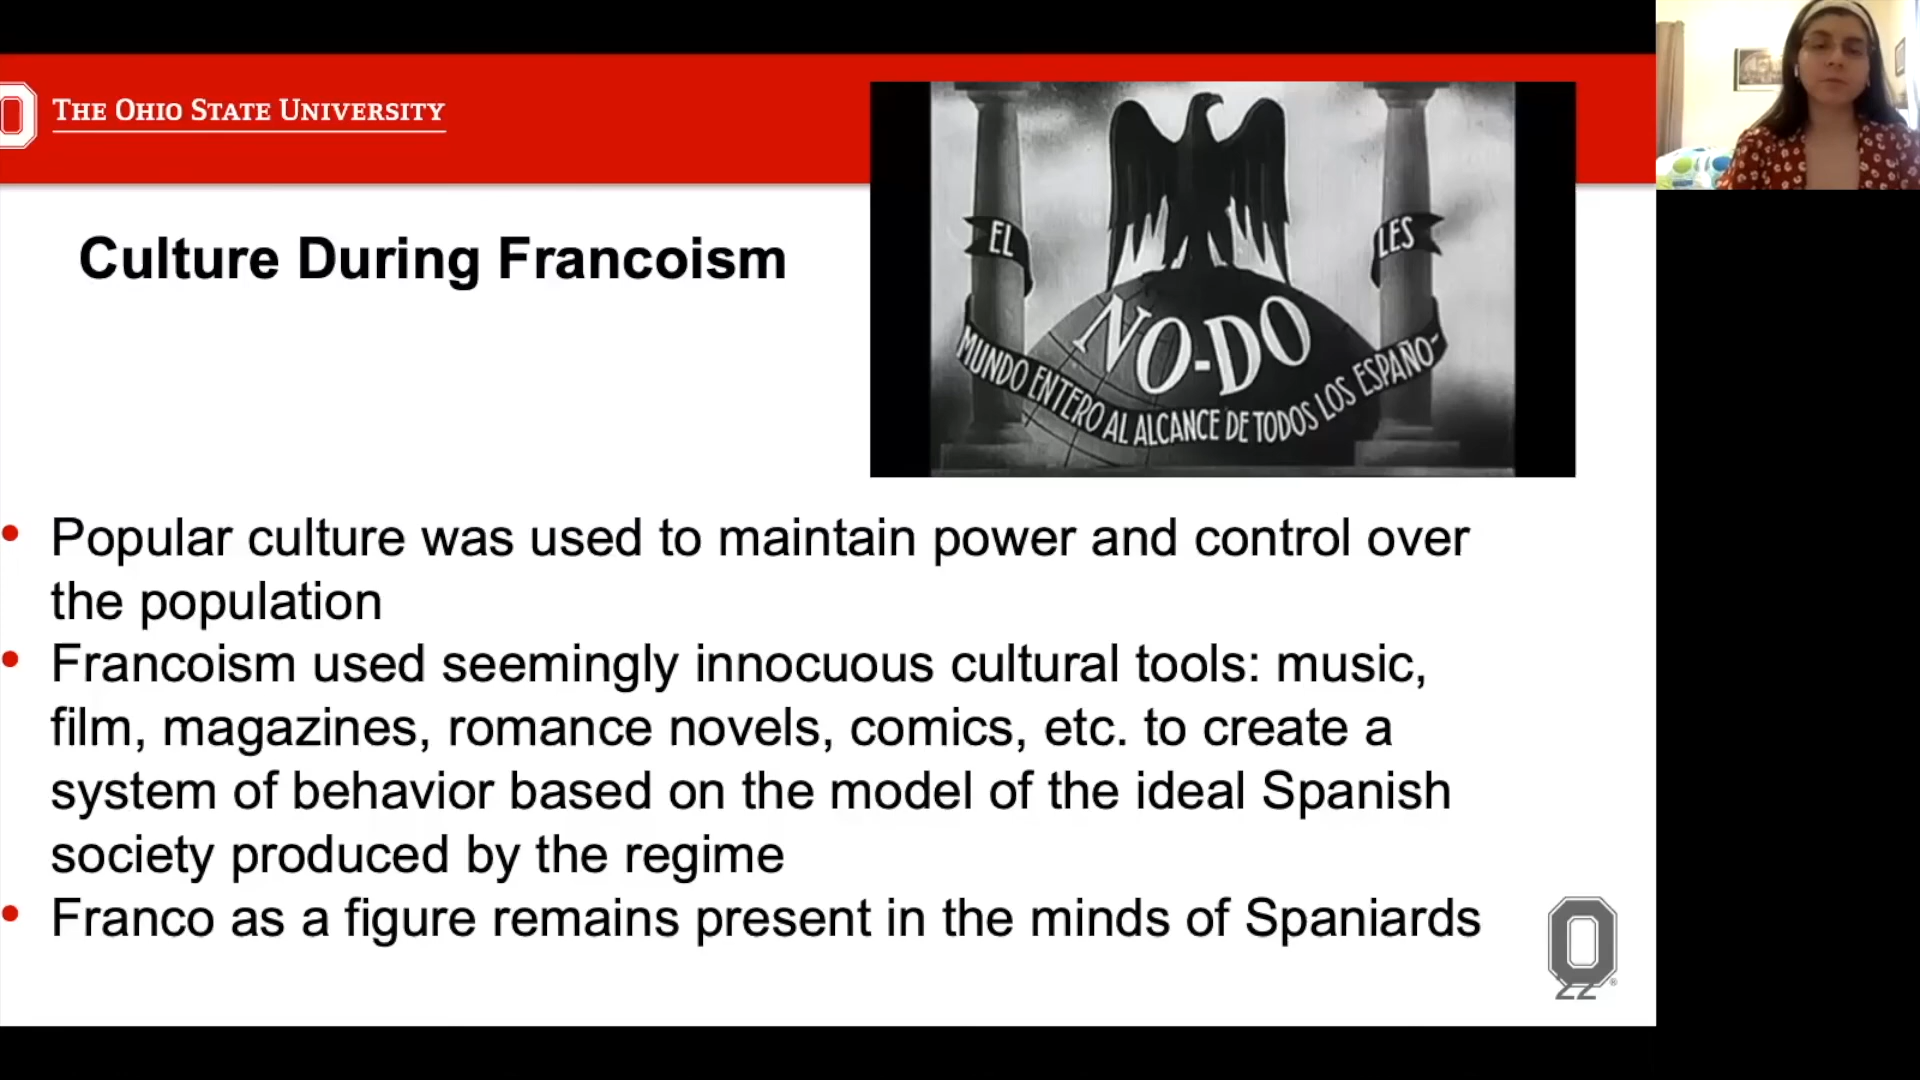 THE OHIO STATE UNIVERSITY
Culture During Francoism
EL
LES
NO-DO
MUNDO ENTERO AL ALCANCE DE TODOS LOS ESPAÑO-
• Popular culture was used to maintain power and control over
the population
• Francoism used seemingly innocuous cultural tools: music,
film, magazines, romance novels, comics, etc. to create a
system of behavior based on the model of the ideal Spanish
society produced by the regime
• Franco as a figure remains present in the minds of Spaniards
22